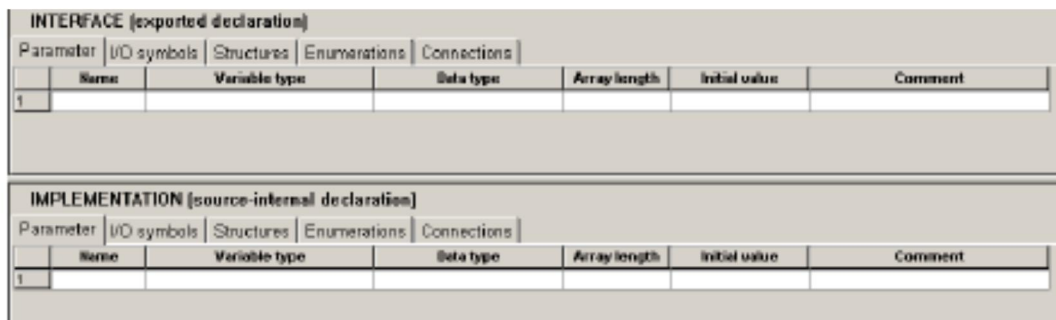 INTERFACE (exported declaration)
Parameter I/O symbols Structures Enumerations Connections
Name Variable type Data type Array length Initial value Comment
1
IMPLEMENTATION (source-internal declaration)
Parameter I/O symbols Structures Enumerations Connections
Name Variable type Data type Array length Initial value Comment
1